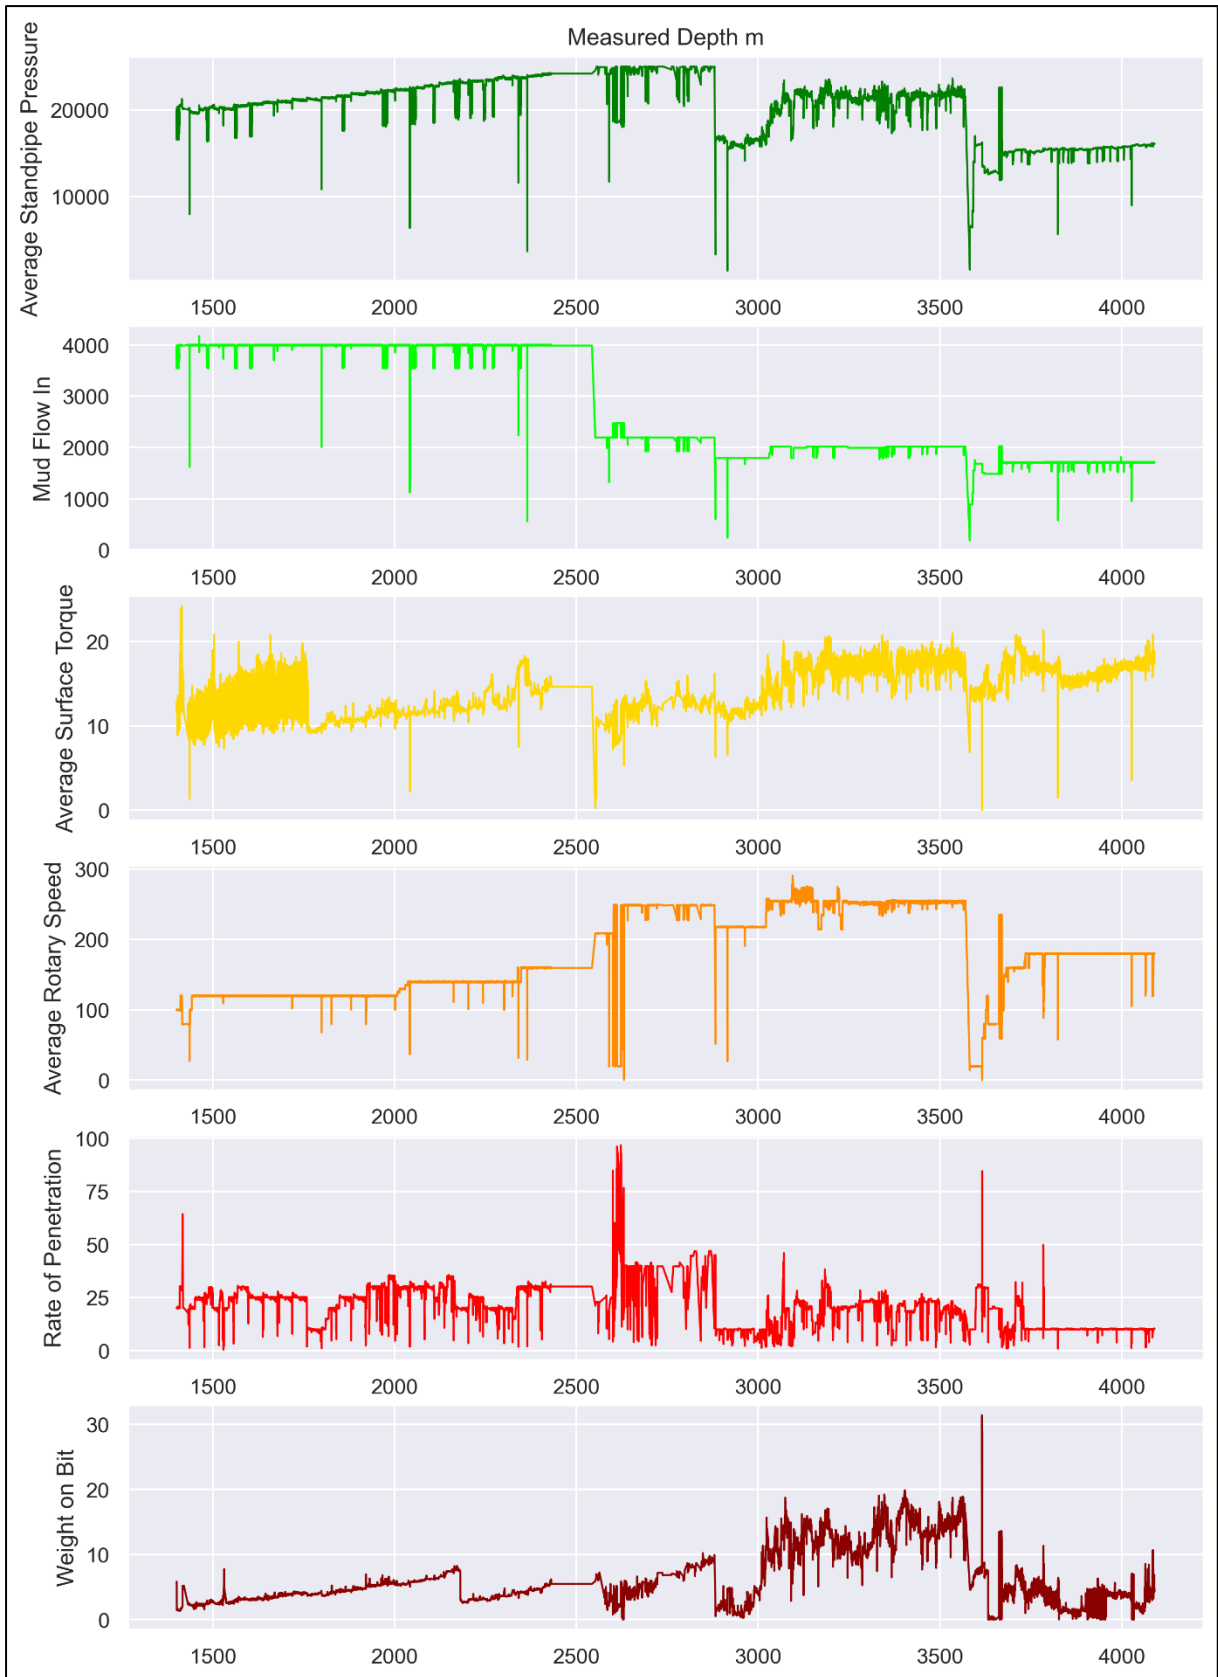 Measured Depth m
Average Standpipe Pressure
20000
10000
1500 2000 2500 3000 3500 4000
Mud Flow In
4000
3000
2000
1000
0
1500 2000 2500 3000 3500 4000
Average Surface Torque
20
10
0
1500 2000 2500 3000 3500 4000
Average Rotary Speed
300
200
100
0
1500 2000 2500 3000 3500 4000
Rate of Penetration
100
75
50
25
0
1500 2000 2500 3000 3500 4000
Weight on Bit
30
20
10
0
1500 2000 2500 3000 3500 4000